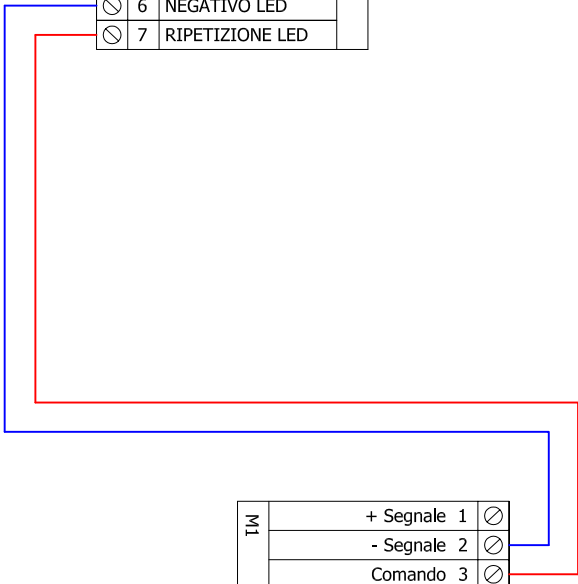 6 NEGATIVO LED
7 RIPETIZIONE LED
M1
+ Segnale 1
- Segnale 2
Comando 3